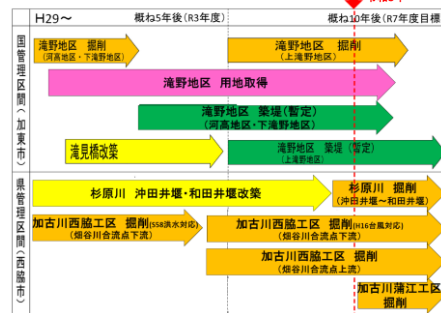 H29～ 概ね5年後(R3年度) 概ね10年後(R7年度目標)
国管理区間(加東市)
滝野地区 掘削
(河高地区・下滝野地区)
滝野地区 掘削
(上滝野地区)
滝野地区 用地取得
滝野地区 築堤(暫定)
(河高地区・下滝野地区)
滝見橋改築
滝野地区 築堤(暫定)
(上滝野地区)
県管理区間(西脇市)
杉原川 沖田井堰・和田井堰改築
杉原川 掘削
(沖田井堰～和田井堰)
加古川西脇工区 掘削(S58洪水対応)
(畑谷川合流点下流)
加古川西脇工区 掘削(H16台風対応)
(畑谷川合流点下流)
加古川西脇工区 掘削
(畑谷川合流点上流)
加古川蒲江工区
掘削